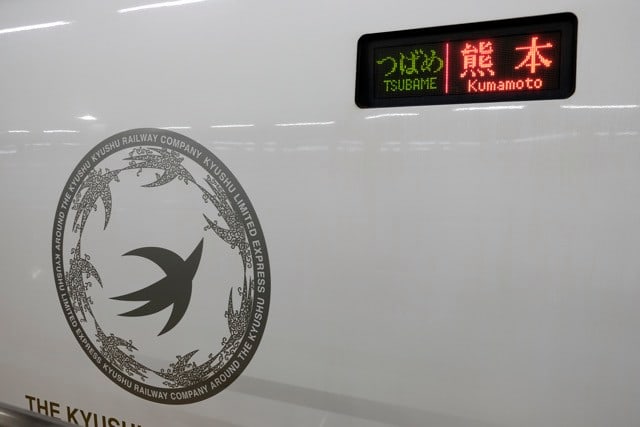 つばめ 熊本
TSUBAME Kumamoto
KYUSHU RAILWAY COMPANY KYUSHU LIMITED EXPRESS AROUND THE KYUSHU KYUSHU RAILWAY COMPANY AROUND THE KYUSHU
KYUSHU LIMITED EXPRESS
THE KYUSHU